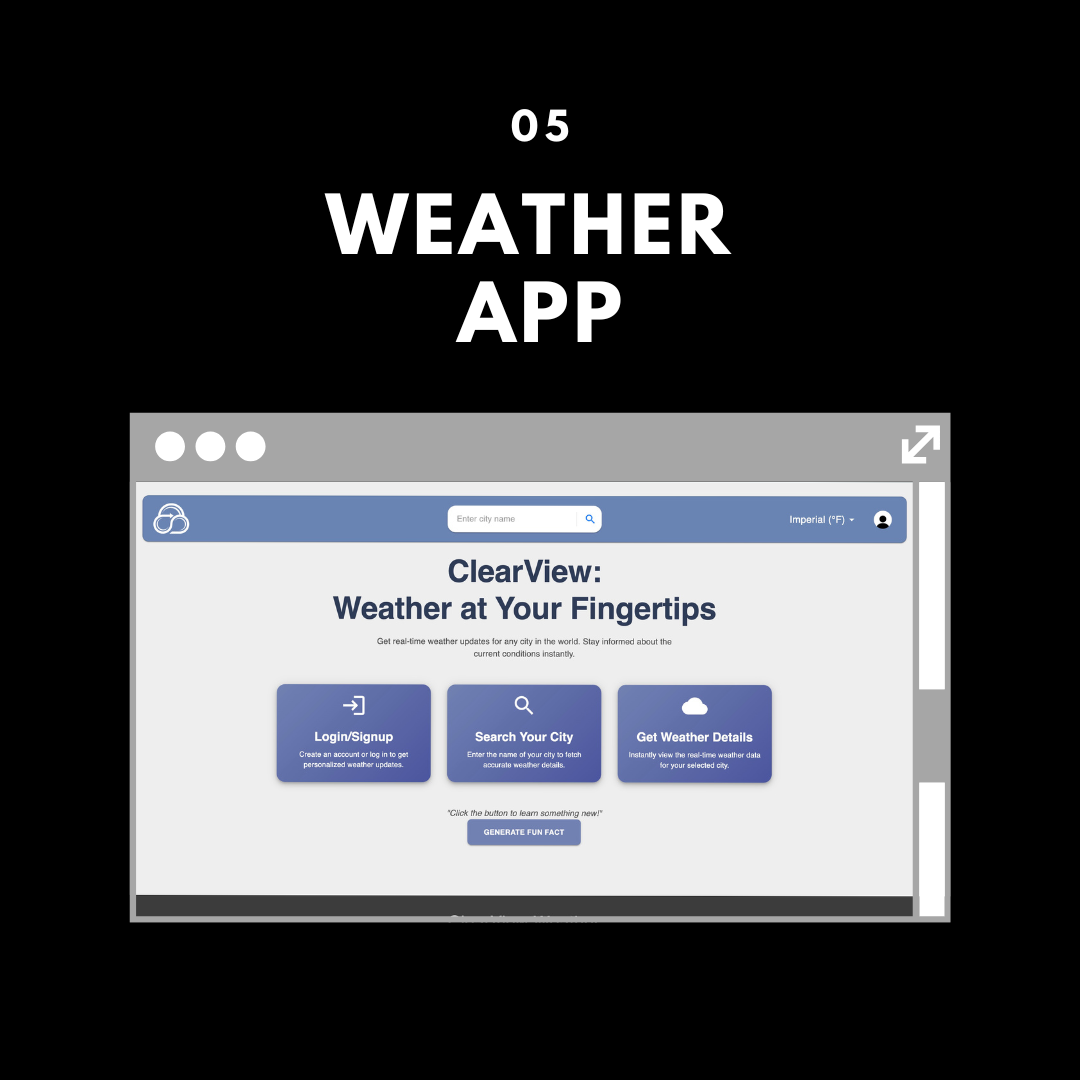 05
WEATHER
APP
Enter city name
Imperial (°F)
ClearView:
Weather at Your Fingertips
Get real-time weather updates for any city in the world. Stay informed about the
current conditions instantly.
Login/Signup
Create an account or log in to get
personalized weather updates.
Search Your City
Enter the name of your city to fetch
accurate weather details.
Get Weather Details
Instantly view the real-time weather data
for your selected city.
"Click the button to learn something new!"
GENERATE FUN FACT